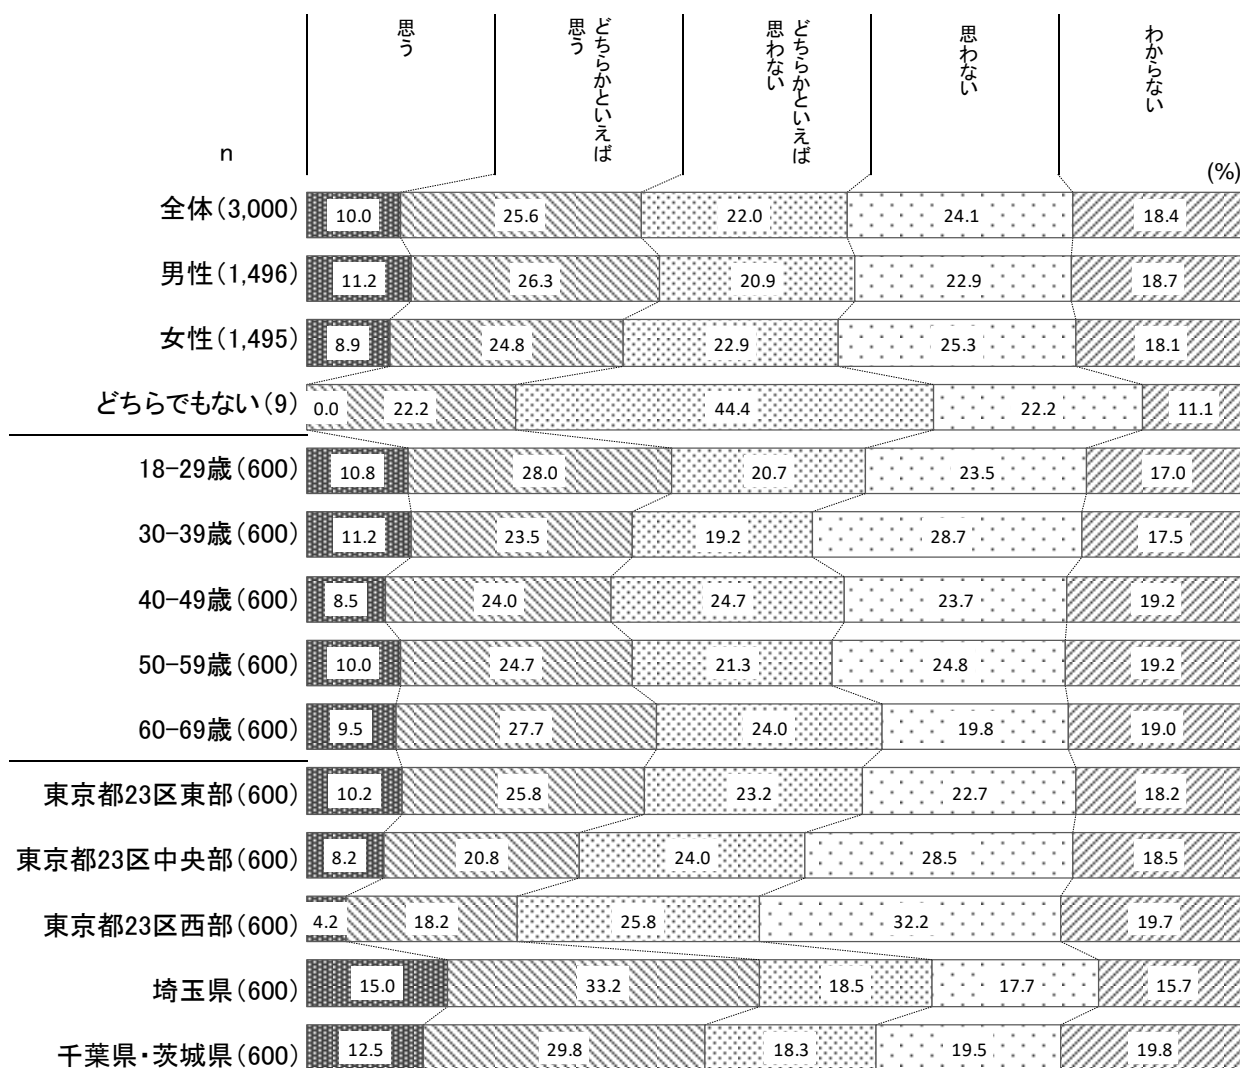 思う
どちらかといえば
思う
どちらかといえば
思わない
思わない
わからない
n
(%)
全体(3,000) 10.0 25.6 22.0 24.1 18.4
男性(1,496) 11.2 26.3 20.9 22.9 18.7
女性(1,495) 8.9 24.8 22.9 25.3 18.1
どちらでもない(9) 0.0 22.2 44.4 22.2 11.1
18-29歳(600) 10.8 28.0 20.7 23.5 17.0
30-39歳(600) 11.2 23.5 19.2 28.7 17.5
40-49歳(600) 8.5 24.0 24.7 23.7 19.2
50-59歳(600) 10.0 24.7 21.3 24.8 19.2
60-69歳(600) 9.5 27.7 24.0 19.8 19.0
東京都23区東部(600) 10.2 25.8 23.2 22.7 18.2
東京都23区中央部(600) 8.2 20.8 24.0 28.5 18.5
東京都23区西部(600) 4.2 18.2 25.8 32.2 19.7
埼玉県(600) 15.0 33.2 18.5 17.7 15.7
千葉県・茨城県(600) 12.5 29.8 18.3 19.5 19.8